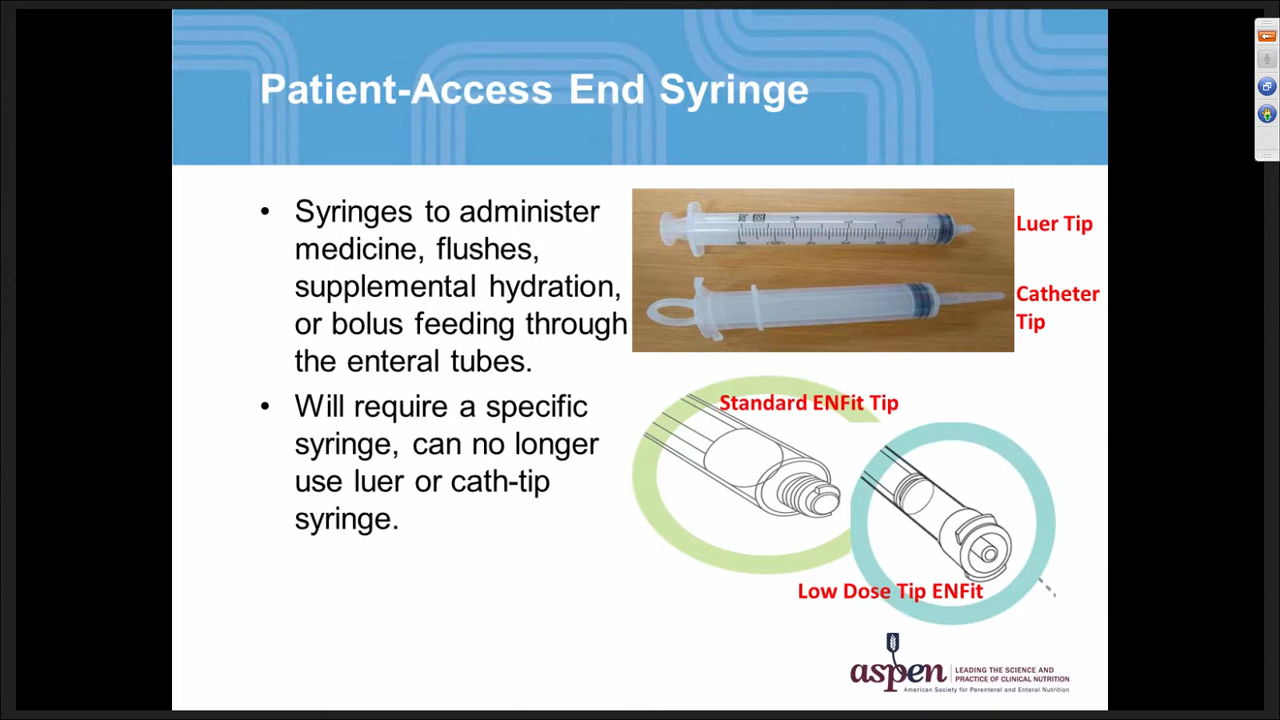 Patient-Access End Syringe
• Syringes to administer
medicine, flushes,
supplemental hydration,
or bolus feeding through
the enteral tubes.
• Will require a specific
syringe, can no longer
use luer or cath-tip
syringe.
Luer Tip
Catheter
Tip
Standard ENFit Tip
Low Dose Tip ENFit
aspen
LEADING THE SCIENCE AND
PRACTICE OF CLINICAL NUTRITION
American Society for Parenteral and Enteral Nutrition